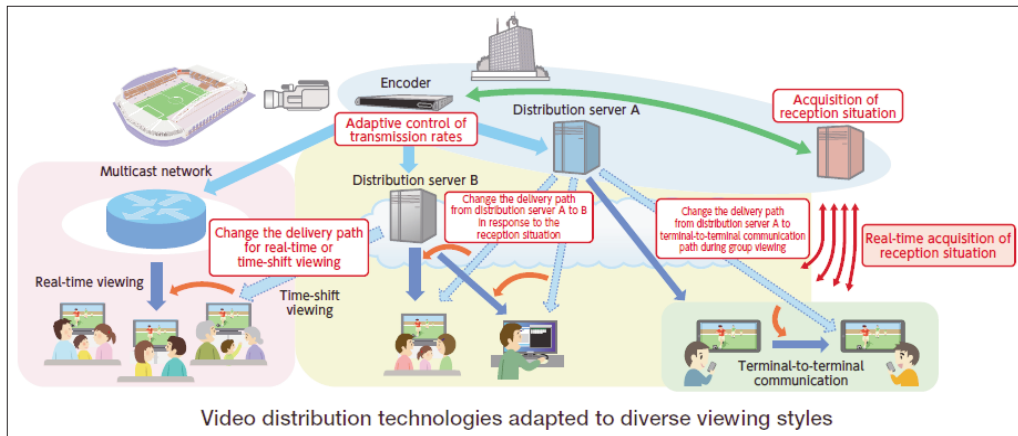 Encoder
Adaptive control of
transmission rates
Distribution server A
Acquisition of
reception situation
Multicast network
Distribution server B
Change the delivery path
for real-time or
time-shift viewing
Change the delivery path
from distribution server A to B
in response to the
reception situation
Change the delivery path
from distribution server A to
terminal-to-terminal communication
path during group viewing
Real-time acquisition of
reception situation
Real-time viewing
Time-shift
viewing
Terminal-to-terminal
communication
Video distribution technologies adapted to diverse viewing styles